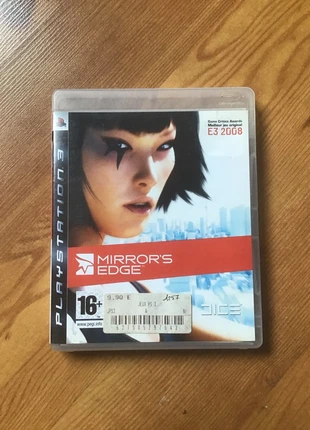 PLAYSTATION 3
Game Critics Awards
Meilleur jeu original
E3 2008
MIRROR'S
EDGE
16+
www.pegi.info
9,90 €
DICE